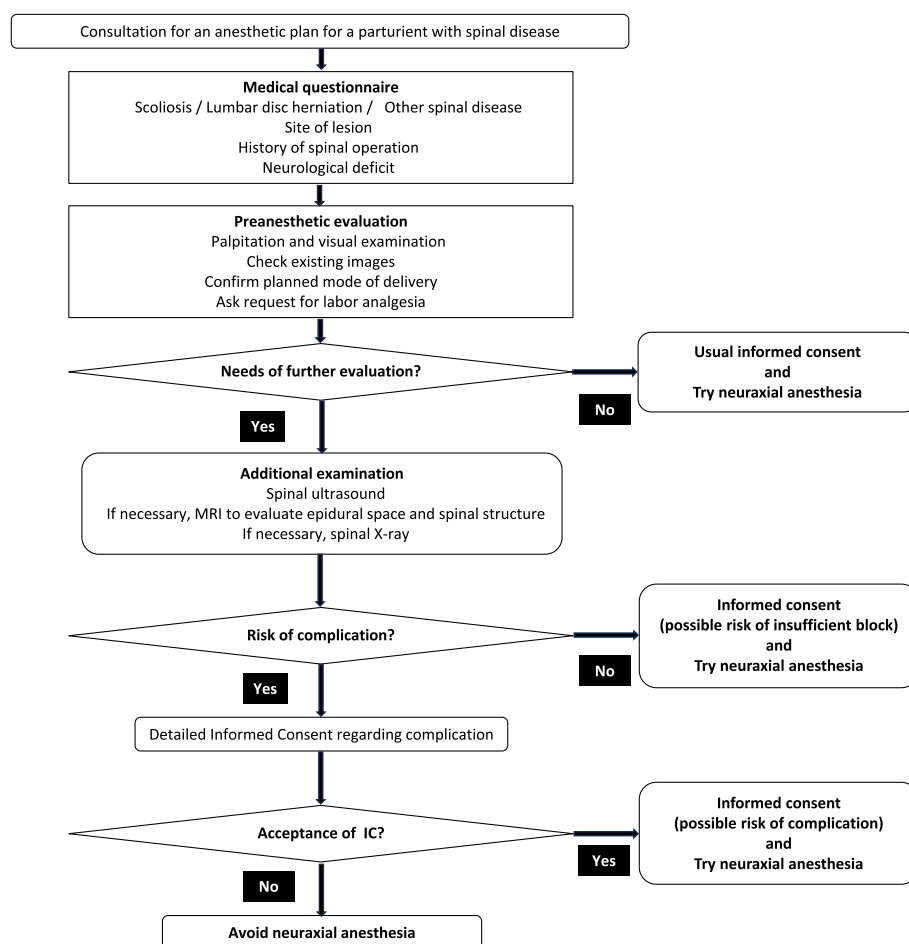 Consultation for an anesthetic plan for a parturient with spinal disease
Medical questionnaire
Scoliosis / Lumbar disc herniation / Other spinal disease
Site of lesion
History of spinal operation
Neurological deficit
Preanesthetic evaluation
Palpitation and visual examination
Check existing images
Confirm planned mode of delivery
Ask request for labor analgesia
Needs of further evaluation?
No
Usual informed consent
and
Try neuraxial anesthesia
Yes
Additional examination
Spinal ultrasound
If necessary, MRI to evaluate epidural space and spinal structure
If necessary, spinal X-ray
Risk of complication?
No
Informed consent
(possible risk of insufficient block)
and
Try neuraxial anesthesia
Yes
Detailed Informed Consent regarding complication
Acceptance of IC?
Yes
Informed consent
(possible risk of complication)
and
Try neuraxial anesthesia
No
Avoid neuraxial anesthesia